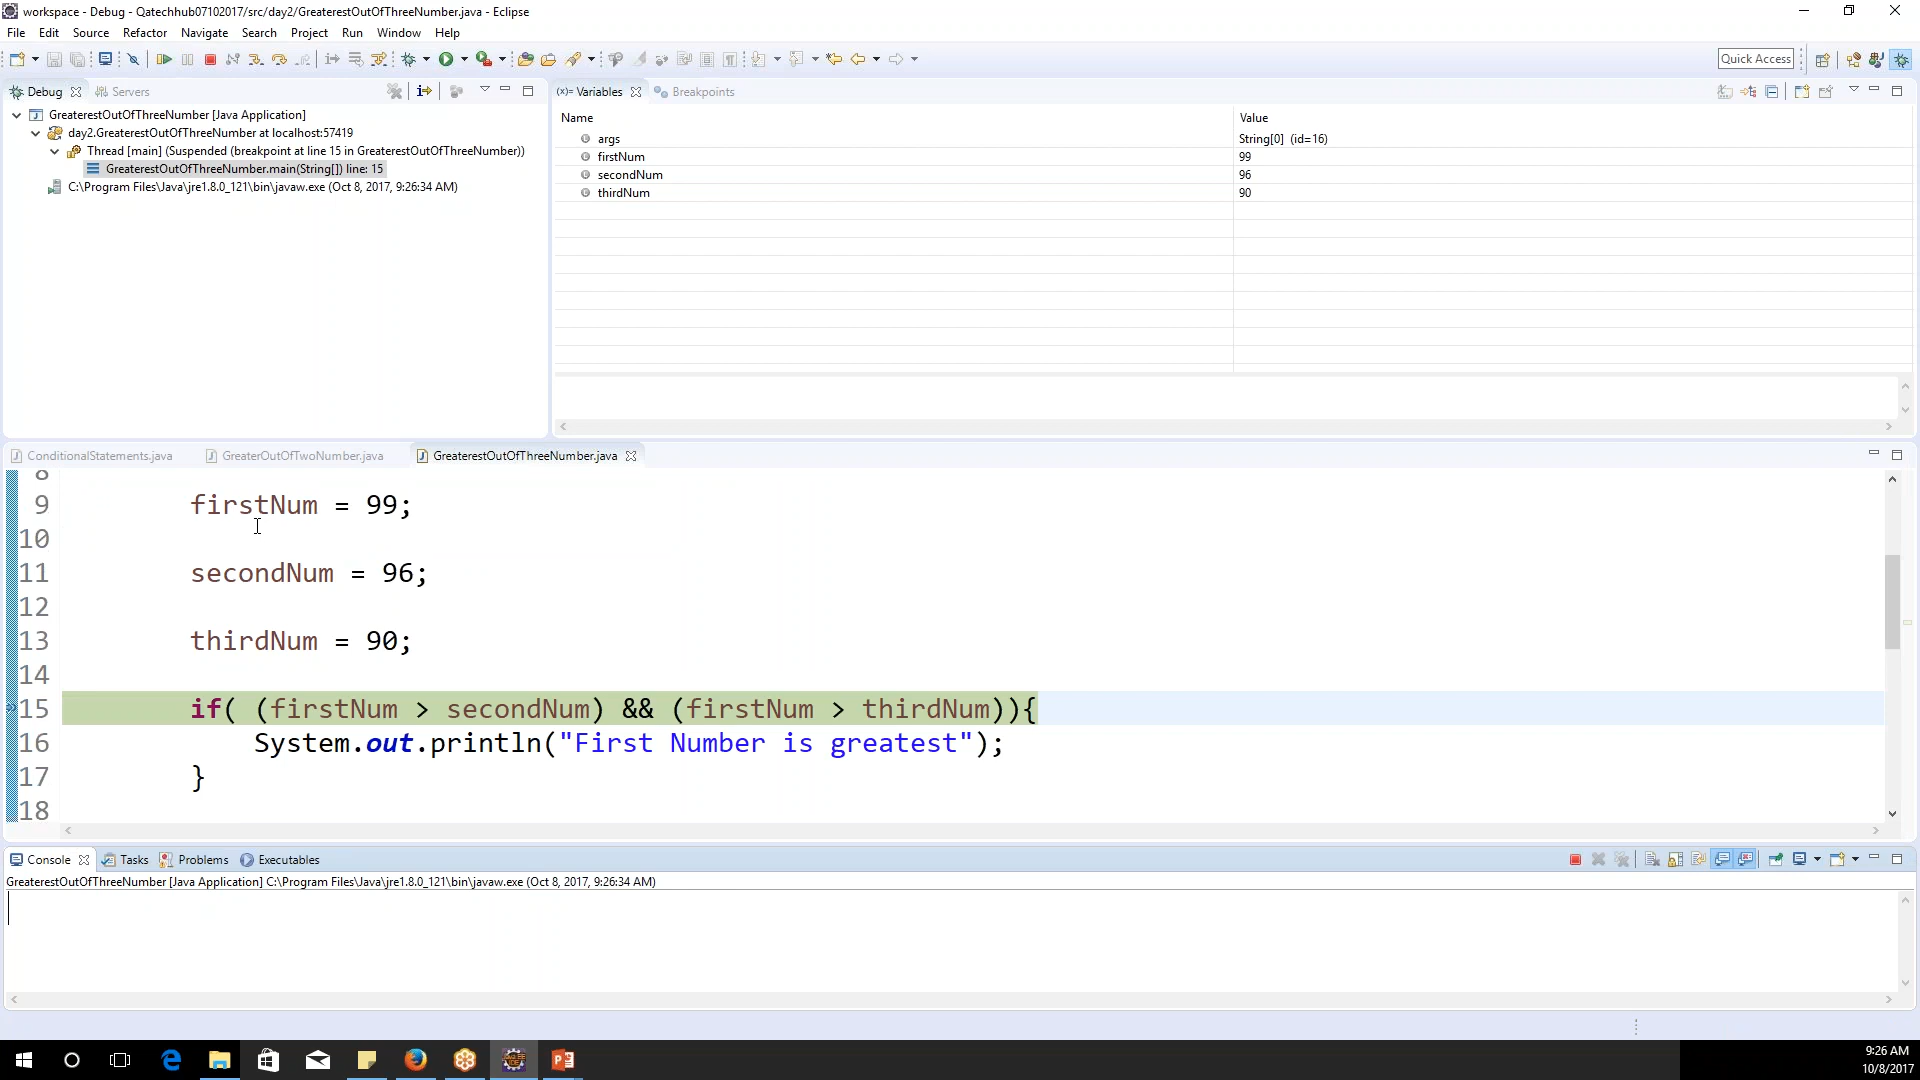 workspace - Debug - Qatechhub07102017/src/day2/GreaterestOutOfThreeNumber.java - Eclipse
File Edit Source Refactor Navigate Search Project Run Window Help
Quick Access
Debug Servers
GreaterestOutOfThreeNumber [Java Application]
day2.GreaterestOutOfThreeNumber at localhost:57419
Thread [main] (Suspended (breakpoint at line 15 in GreaterestOutOfThreeNumber))
GreaterestOutOfThreeNumber.main(String[]) line: 15
C:\Program Files\Java\jre1.8.0_121\bin\javaw.exe (Oct 8, 2017, 9:26:34 AM)
(x)= Variables Breakpoints
Name Value
args String[0] (id=16)
firstNum 99
secondNum 96
thirdNum 90
ConditionalStatements.java GreaterOutOfTwoNumber.java GreaterestOutOfThreeNumber.java
8
9 firstNum = 99;
10
11 secondNum = 96;
12
13 thirdNum = 90;
14
15 if( (firstNum > secondNum) && (firstNum > thirdNum)){
16 System.out.println("First Number is greatest");
17 }
18
Console Tasks Problems Executables
GreaterestOutOfThreeNumber [Java Application] C:\Program Files\Java\jre1.8.0_121\bin\javaw.exe (Oct 8, 2017, 9:26:34 AM)
9:26 AM
10/8/2017